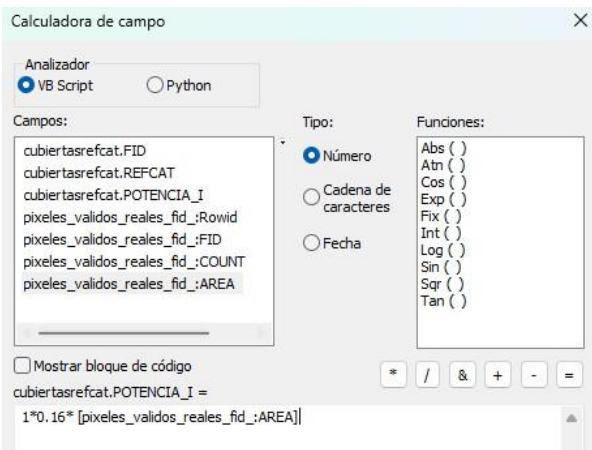 Calculadora de campo
Analizador
VB Script Python
Campos: Tipo: Funciones:
cubiertasrefcat.FID
cubiertasrefcat.REFCAT
cubiertasrefcat.POTENCIA_I
pixeles_validos_reales_fid_:Rowid
pixeles_validos_reales_fid_:FID
pixeles_validos_reales_fid_:COUNT
pixeles_validos_reales_fid_:AREA
Número
Cadena de
caracteres
Fecha
Abs ( )
Atn ( )
Cos ( )
Exp ( )
Fix ( )
Int ( )
Log ( )
Sin ( )
Sqr ( )
Tan ( )
Mostrar bloque de código
* / & + - =
cubiertasrefcat.POTENCIA_I =
1*0.16* [pixeles_validos_reales_fid_:AREA]